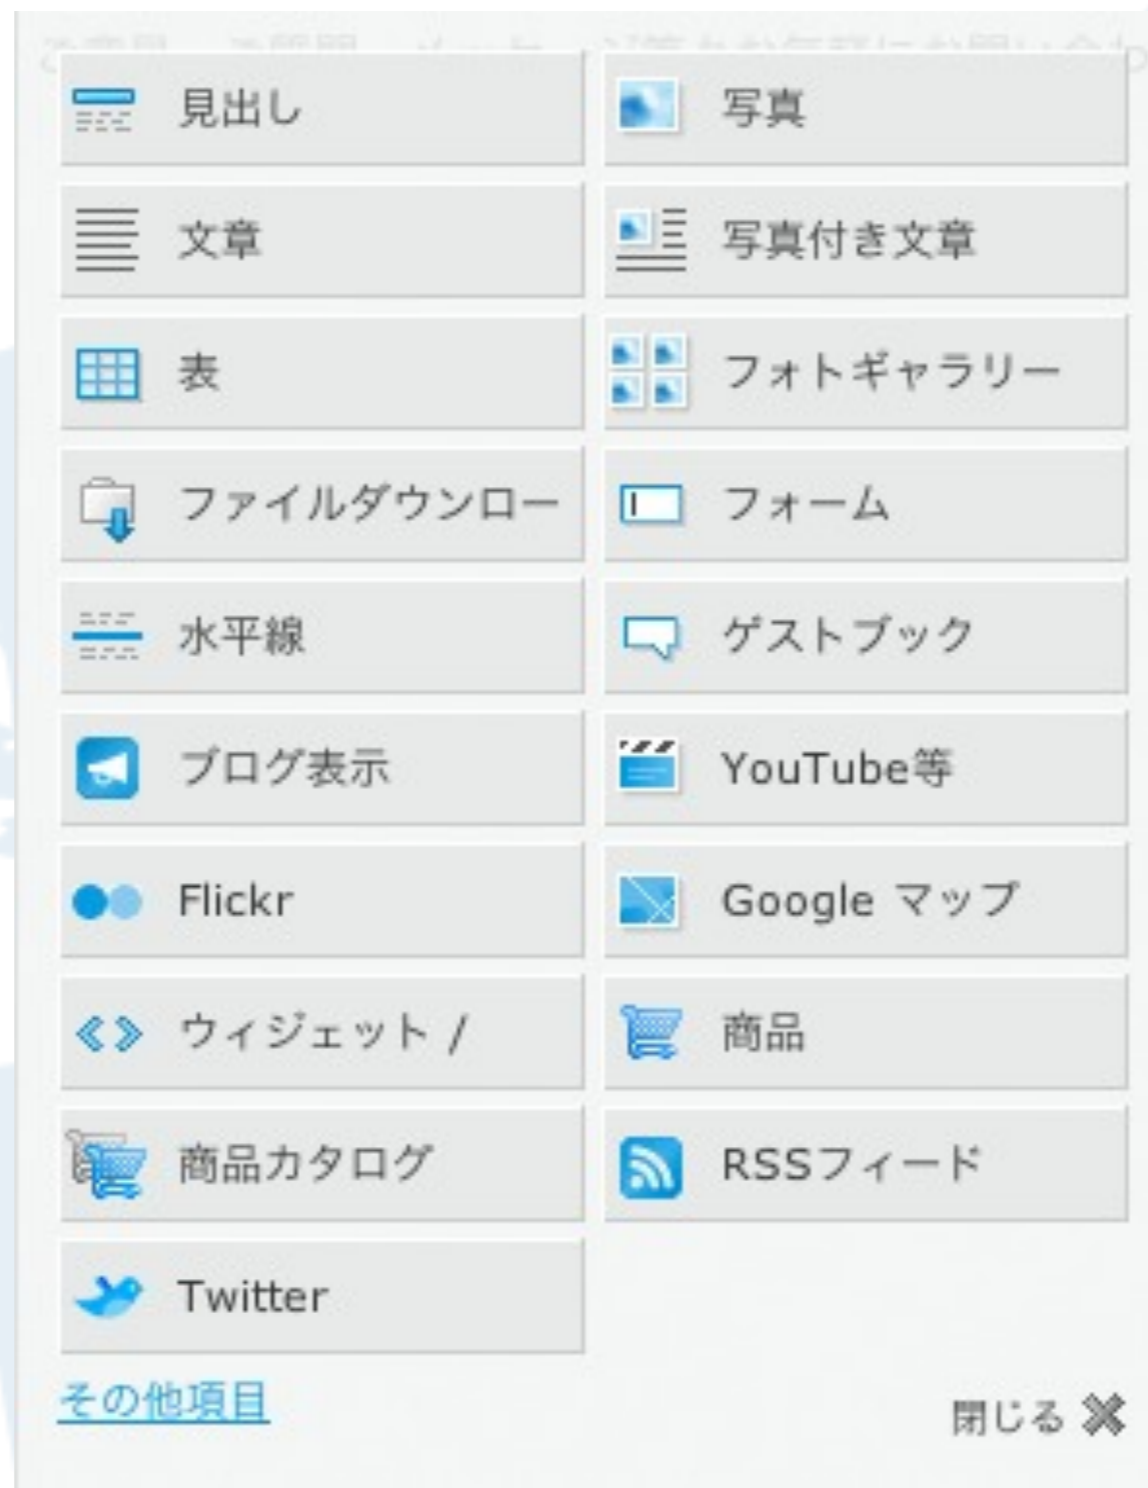 見出し
写真
文章
写真付き文章
表
フォトギャラリー
ファイルダウンロー
フォーム
水平線
ゲストブック
ブログ表示
YouTube等
Flickr
Google マップ
ウィジェット /
商品
商品カタログ
RSSフィード
Twitter
その他項目
閉じる